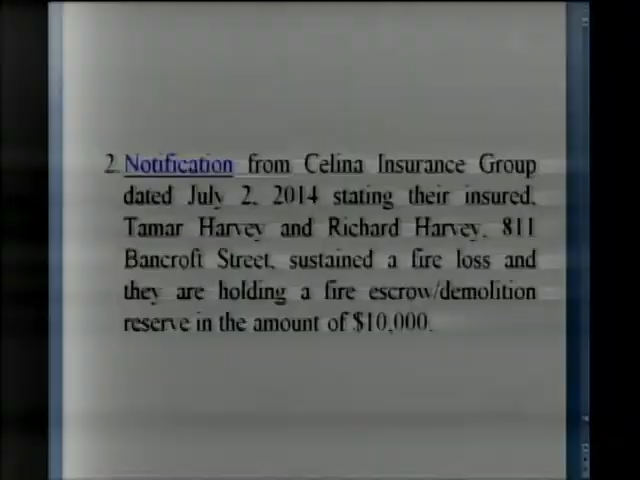 2. Notification from Celina Insurance Group
dated July 2, 2014 stating their insured,
Tamar Harvey and Richard Harvey, 811
Bancroft Street, sustained a fire loss and
they are holding a fire escrow/demolition
reserve in the amount of $10,000.